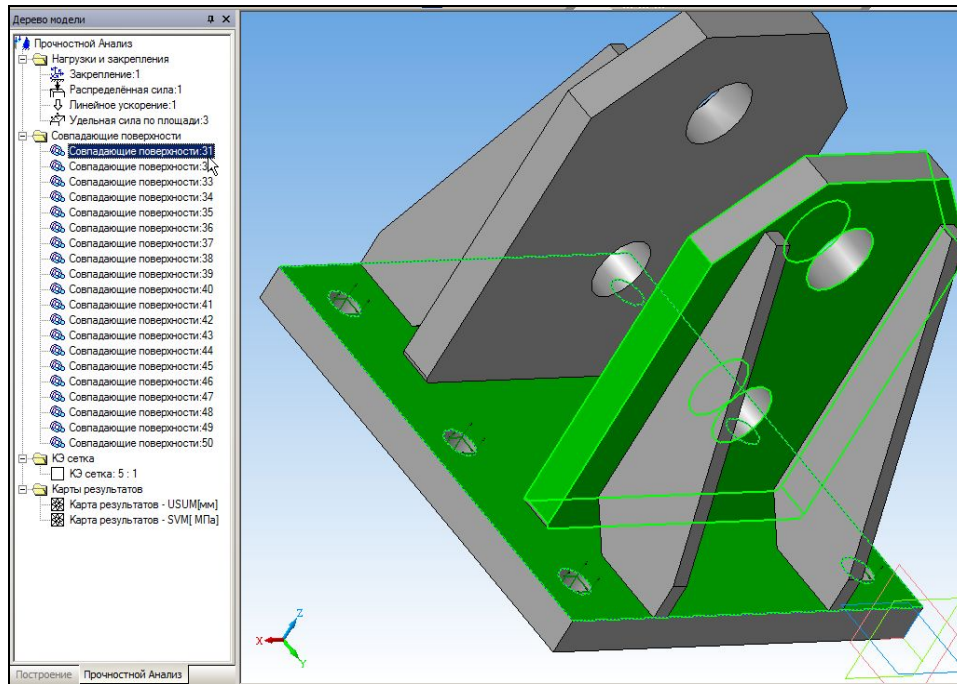 Дерево модели
Прочностной Анализ
Нагрузки и закрепления
Закрепление:1
Распределённая сила:1
Линейное ускорение:1
Удельная сила по площади:3
Совпадающие поверхности
Совпадающие поверхности:31
Совпадающие поверхности:3
Совпадающие поверхности:33
Совпадающие поверхности:34
Совпадающие поверхности:35
Совпадающие поверхности:36
Совпадающие поверхности:37
Совпадающие поверхности:38
Совпадающие поверхности:39
Совпадающие поверхности:40
Совпадающие поверхности:41
Совпадающие поверхности:42
Совпадающие поверхности:43
Совпадающие поверхности:44
Совпадающие поверхности:45
Совпадающие поверхности:46
Совпадающие поверхности:47
Совпадающие поверхности:48
Совпадающие поверхности:49
Совпадающие поверхности:50
КЭ сетка
КЭ сетка: 5 : 1
Карты результатов
Карта результатов - USUM[мм]
Карта результатов - SVM[ МПа]
Z
X
Y
Построение Прочностной Анализ